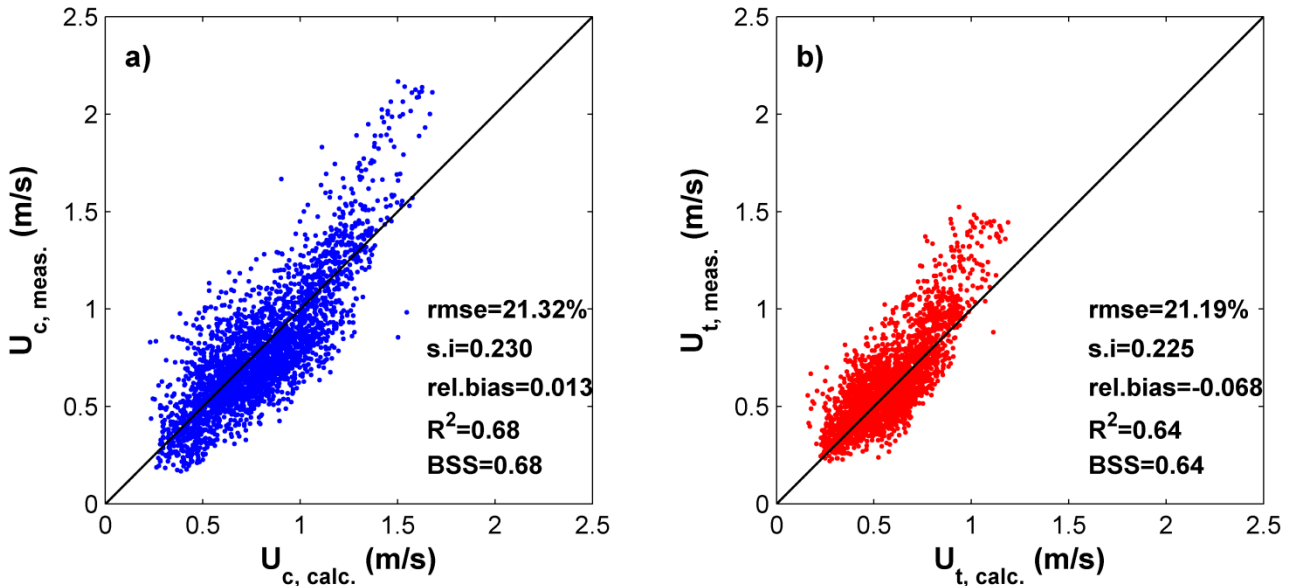 a)
2.5
2
1.5
1
0.5
0
0
0.5
1
1.5
2
2.5
U_c, meas. (m/s)
U_c, calc. (m/s)
rmse=21.32%
s.i=0.230
rel.bias=0.013
R²=0.68
BSS=0.68
b)
2.5
2
1.5
1
0.5
0
0
0.5
1
1.5
2
2.5
U_t, meas. (m/s)
U_t, calc. (m/s)
rmse=21.19%
s.i=0.225
rel.bias=-0.068
R²=0.64
BSS=0.64